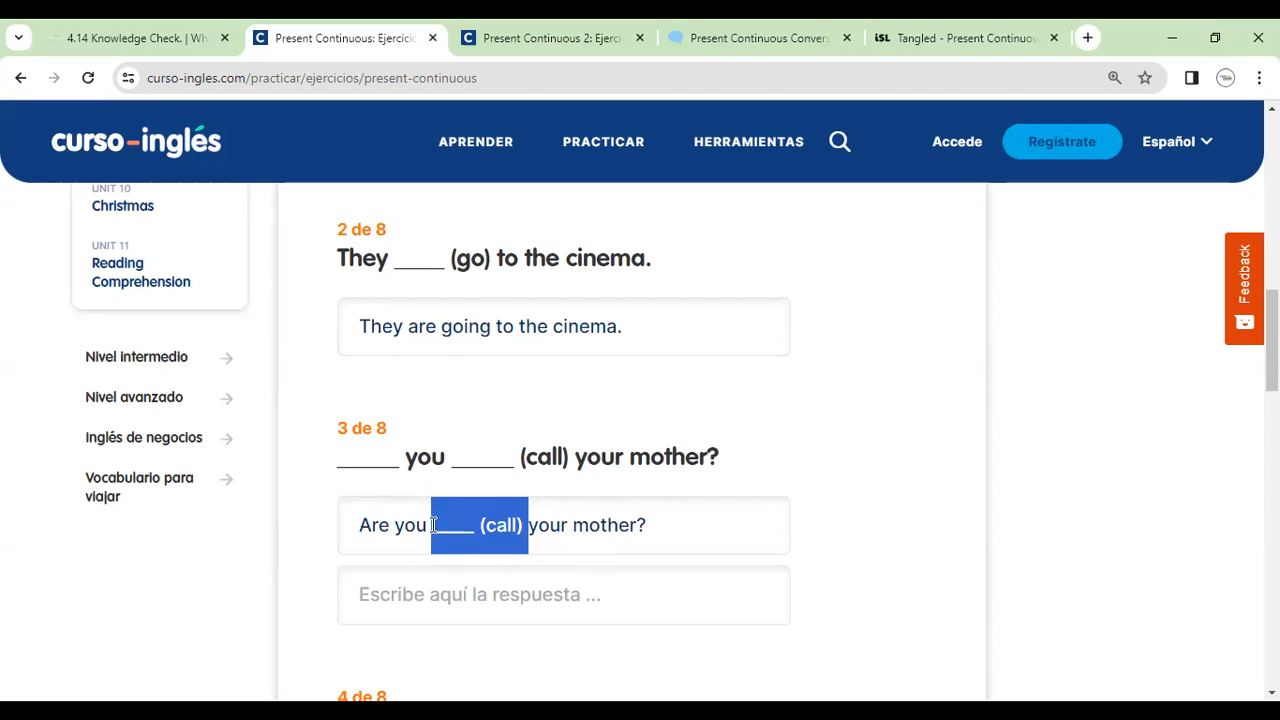 4.14 Knowledge Check. | Wh
Present Continuous: Ejercici
Present Continuous 2: Ejerci
Present Continuous Convers
iSL Tangled - Present Continuou
curso-ingles.com/practicar/ejercicios/present-continuous
curso-inglés
APRENDER
PRACTICAR
HERRAMIENTAS
Accede
Regístrate
Español
UNIT 10
Christmas
UNIT 11
Reading
Comprehension
Nivel intermedio
Nivel avanzado
Inglés de negocios
Vocabulario para
viajar
2 de 8
They _____ (go) to the cinema.
They are going to the cinema.
3 de 8
______ you ______ (call) your mother?
Are you ____ (call) your mother?
Escribe aquí la respuesta ...
4 de 8
Feedback